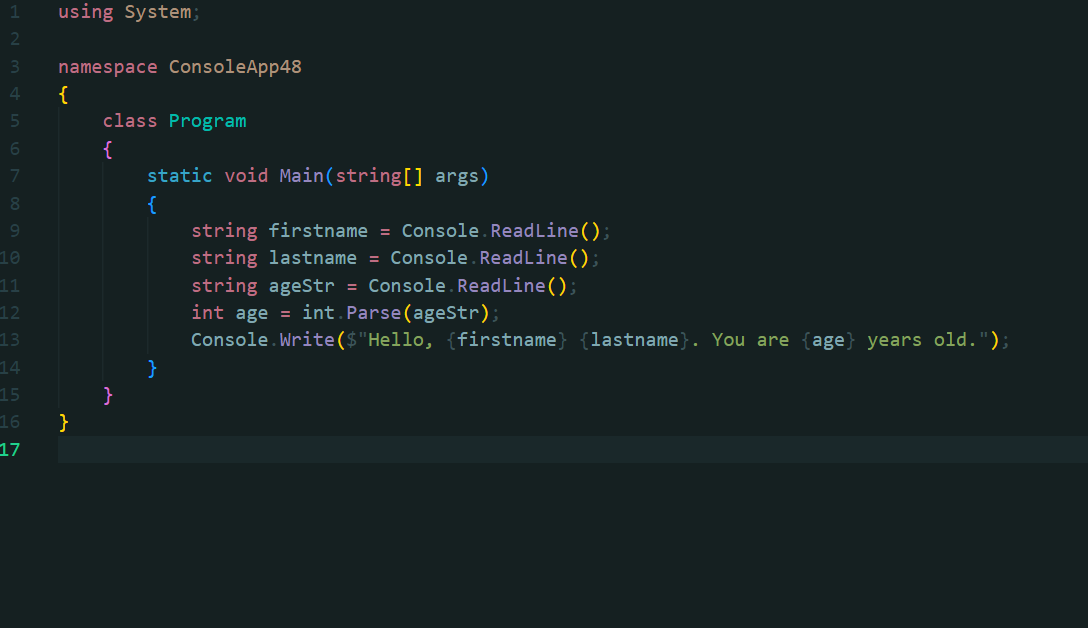 1 using System;
2
3 namespace ConsoleApp48
4 {
5     class Program
6     {
7         static void Main(string[] args)
8         {
9             string firstname = Console.ReadLine();
10             string lastname = Console.ReadLine();
11             string ageStr = Console.ReadLine();
12             int age = int.Parse(ageStr);
13             Console.Write($"Hello, {firstname} {lastname}. You are {age} years old.");
14         }
15     }
16 }
17